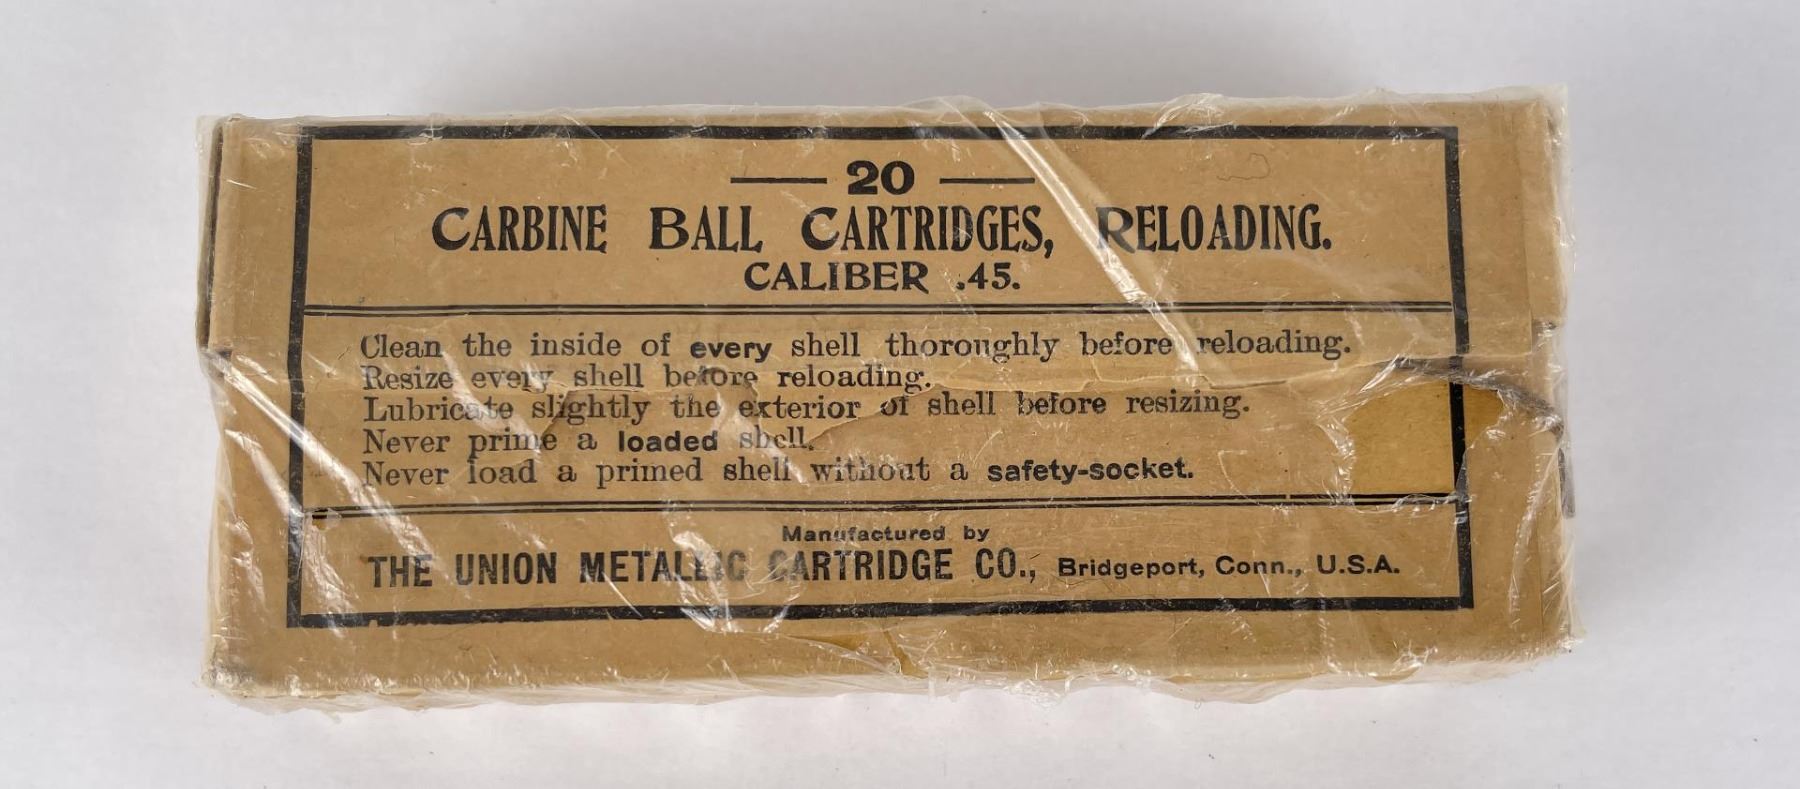 20
CARBINE BALL CARTRIDGES, RELOADING.
CALIBER .45.
Clean the inside of every shell thoroughly before reloading.
Resize every shell before reloading.
Lubricate slightly the exterior of shell before resizing.
Never prime a loaded shell.
Never load a primed shell without a safety-socket.
Manufactured by
THE UNION METALLIC CARTRIDGE CO., Bridgeport, Conn., U.S.A.